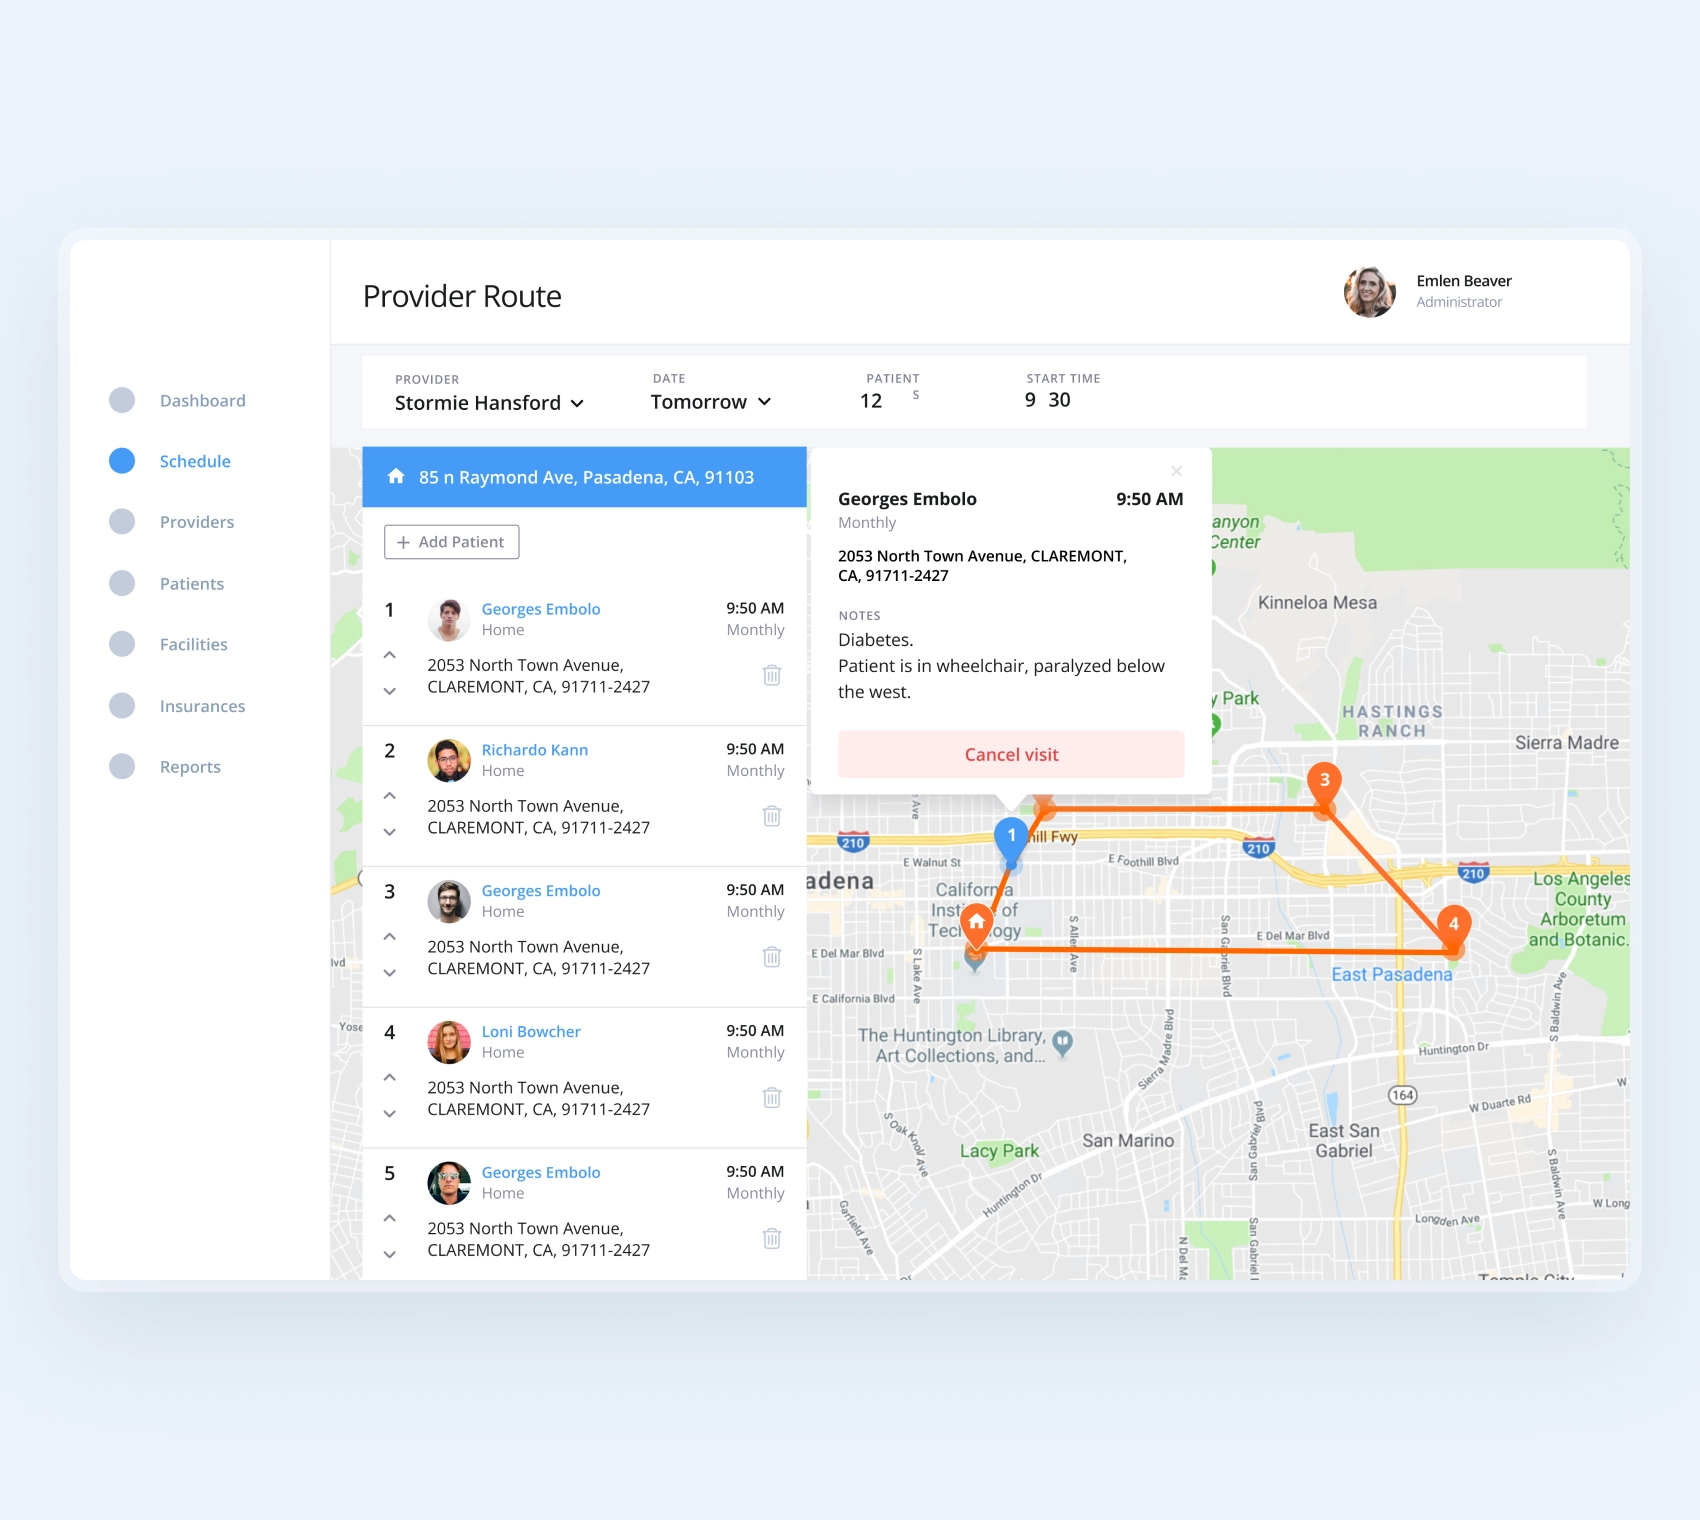 Provider Route
Emlen Beaver
Administrator
Dashboard
Schedule
Providers
Patients
Facilities
Insurances
Reports
PROVIDER
Stormie Hansford
DATE
Tomorrow
PATIENT
S
12
START TIME
9 30
85 n Raymond Ave, Pasadena, CA, 91103
+ Add Patient
1
Georges Embolo
9:50 AM
Home
Monthly
2053 North Town Avenue,
CLAREMONT, CA, 91711-2427
2
Richardo Kann
9:50 AM
Home
Monthly
2053 North Town Avenue,
CLAREMONT, CA, 91711-2427
3
Georges Embolo
9:50 AM
Home
Monthly
2053 North Town Avenue,
CLAREMONT, CA, 91711-2427
4
Loni Bowcher
9:50 AM
Home
Monthly
2053 North Town Avenue,
CLAREMONT, CA, 91711-2427
5
Georges Embolo
9:50 AM
Home
Monthly
2053 North Town Avenue,
CLAREMONT, CA, 91711-2427
Georges Embolo
9:50 AM
Monthly
2053 North Town Avenue, CLAREMONT,
CA, 91711-2427
NOTES
Diabetes.
Patient is in wheelchair, paralyzed below
the west.
Cancel visit
anyon
Center
Kinneloa Mesa
y Park
HASTINGS
RANCH
Sierra Madre
3
1
hill Fwy
210
210
210
E Walnut St
E Foothill Blvd
adena
California
Institute of
Technology
Los Angeles
County
Arboretum
and Botanic.
4
S Allen Ave
San Gabriel Blvd
E Del Mar Blvd
E Del Mar Blvd
S Lake Ave
East Pasadena
E California Blvd
S Baldwin Ave
lvd
Yose
The Huntington Library,
Art Collections, and...
Sierra Madre Blvd
Huntington Dr
164
W Duarte Rd
S Oak Knoll Ave
San Gabriel Blvd
East San
Gabriel
San Marino
Lacy Park
Huntington Dr
S Baldwin Ave
W Long
Longden Ave
Garfield Ave
N Del Ma
San Gabriel
Temple City